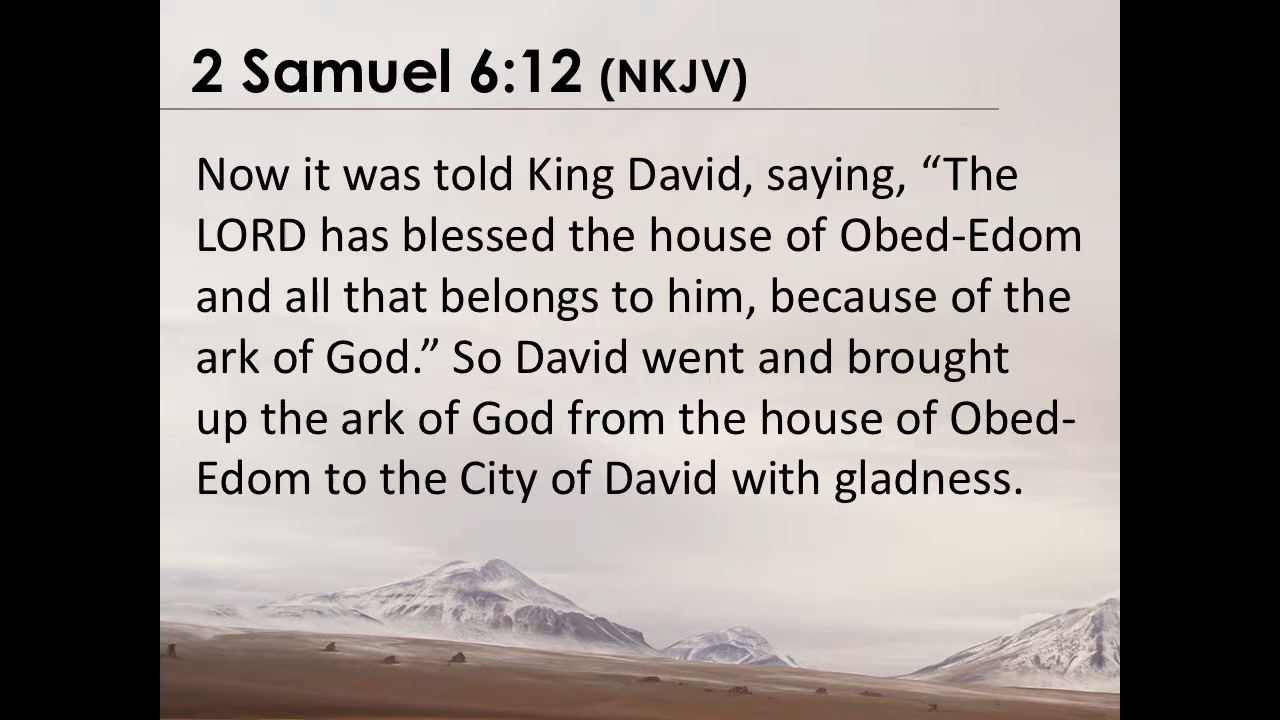 2 Samuel 6:12 (NKJV)
Now it was told King David, saying, “The
LORD has blessed the house of Obed-Edom
and all that belongs to him, because of the
ark of God.” So David went and brought
up the ark of God from the house of Obed-
Edom to the City of David with gladness.